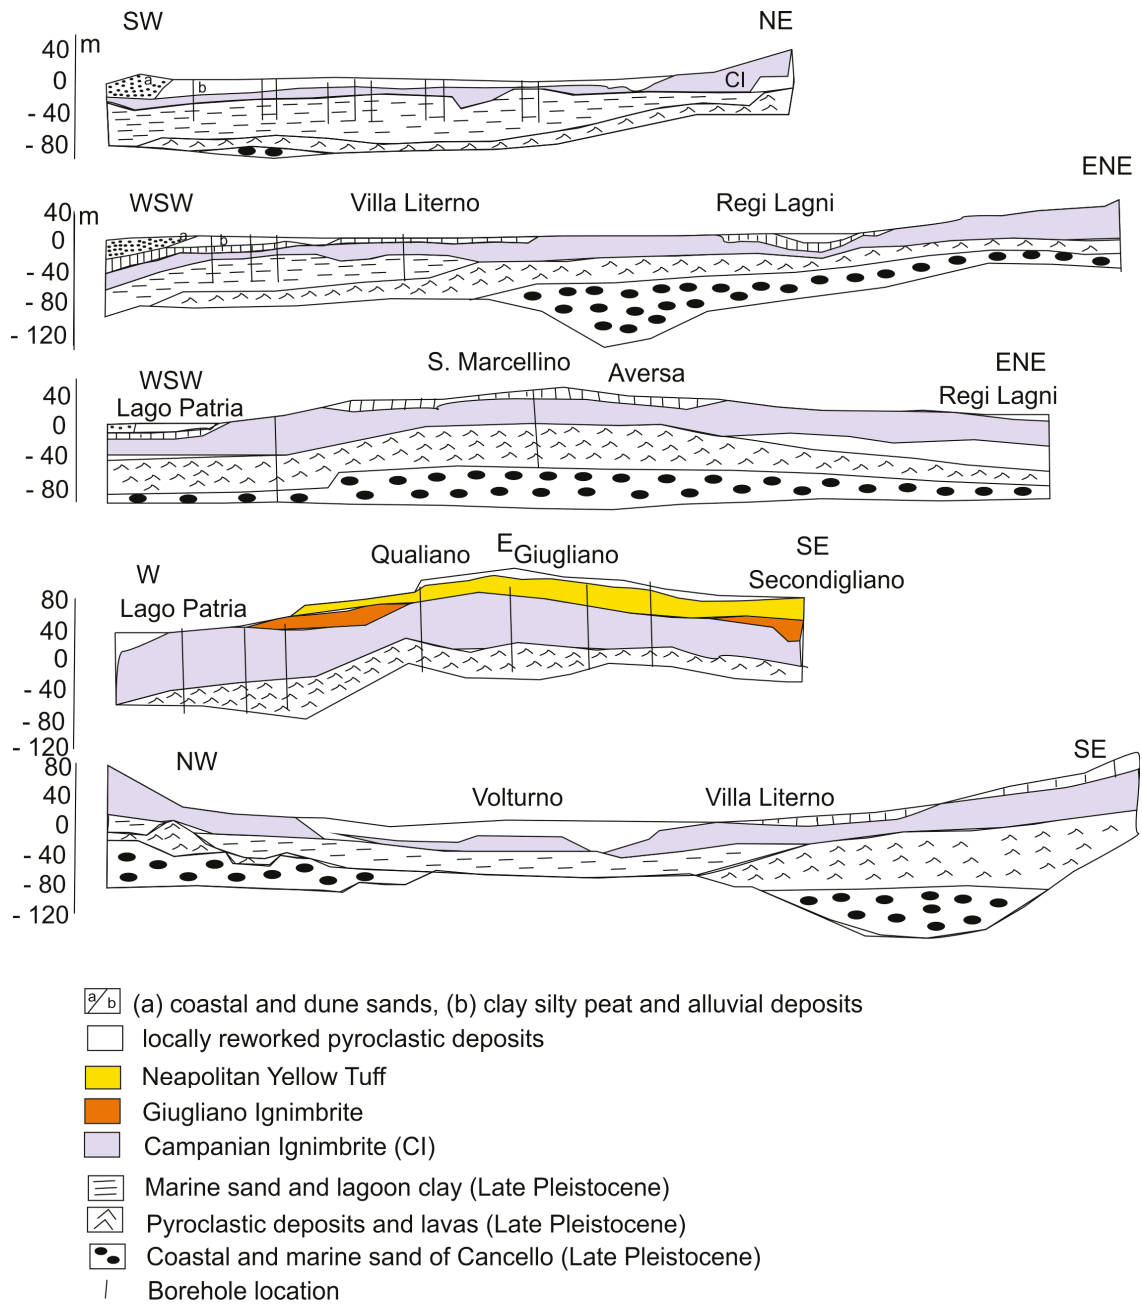 SW NE
40 m
0
- 40
- 80
a
b
CI
ENE
WSW Villa Literno Regi Lagni
40 m
0
- 40
- 80
- 120
a
b
S. Marcellino Aversa ENE
WSW
Lago Patria Regi Lagni
40
0
- 40
- 80
Qualiano E Giugliano SE
W Secondigliano
Lago Patria
80
40
0
- 40
- 80
- 120
NW SE
80
40
0
- 40
- 80
- 120
Volturno Villa Literno
a/b (a) coastal and dune sands, (b) clay silty peat and alluvial deposits
locally reworked pyroclastic deposits
Neapolitan Yellow Tuff
Giugliano Ignimbrite
Campanian Ignimbrite (CI)
Marine sand and lagoon clay (Late Pleistocene)
Pyroclastic deposits and lavas (Late Pleistocene)
Coastal and marine sand of Cancello (Late Pleistocene)
Borehole location